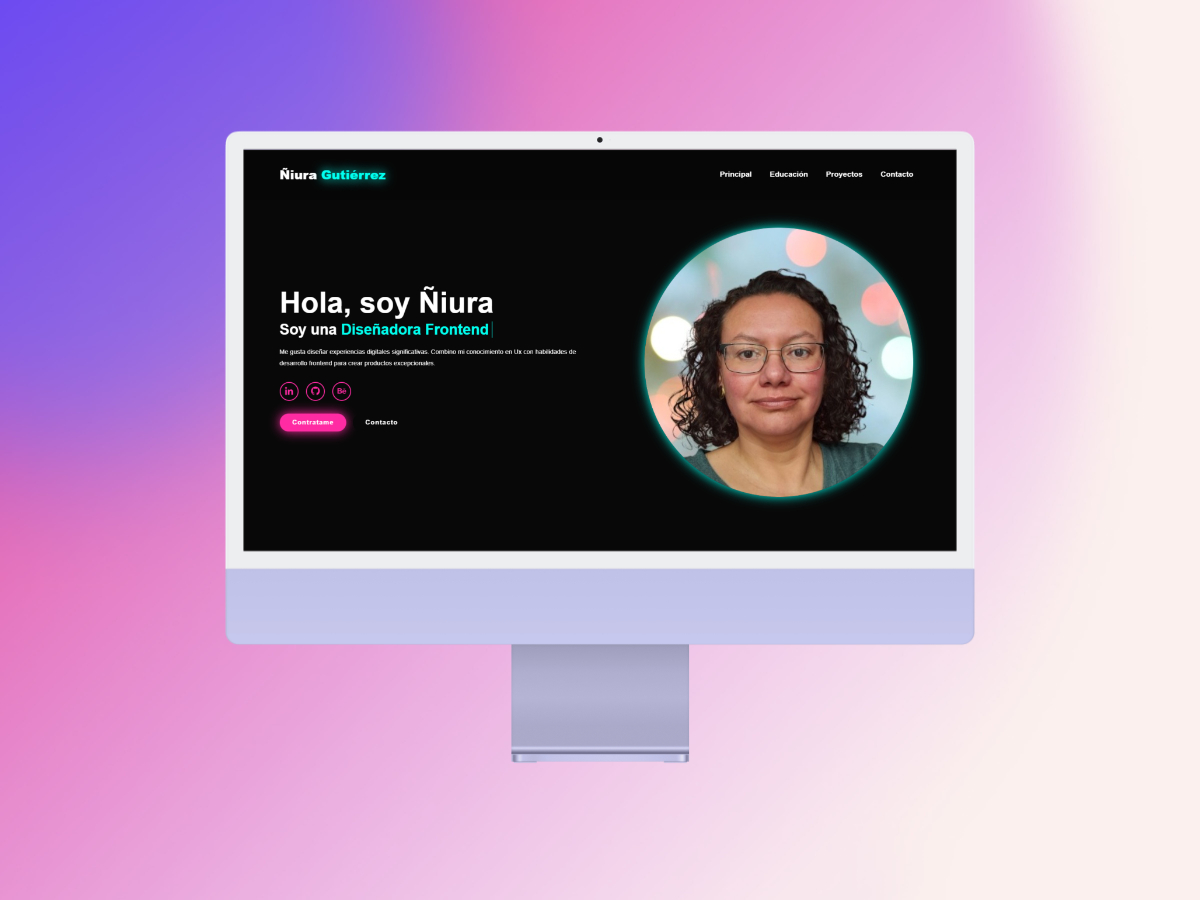 Ñiura Gutiérrez
Principal Educación Proyectos Contacto
Hola, soy Ñiura
Soy una Diseñadora Frontend
Me gusta diseñar experiencias digitales significativas. Combino mi conocimiento en Ux con habilidades de
desarrollo frontend para crear productos excepcionales.
in Bē
Contratame Contacto